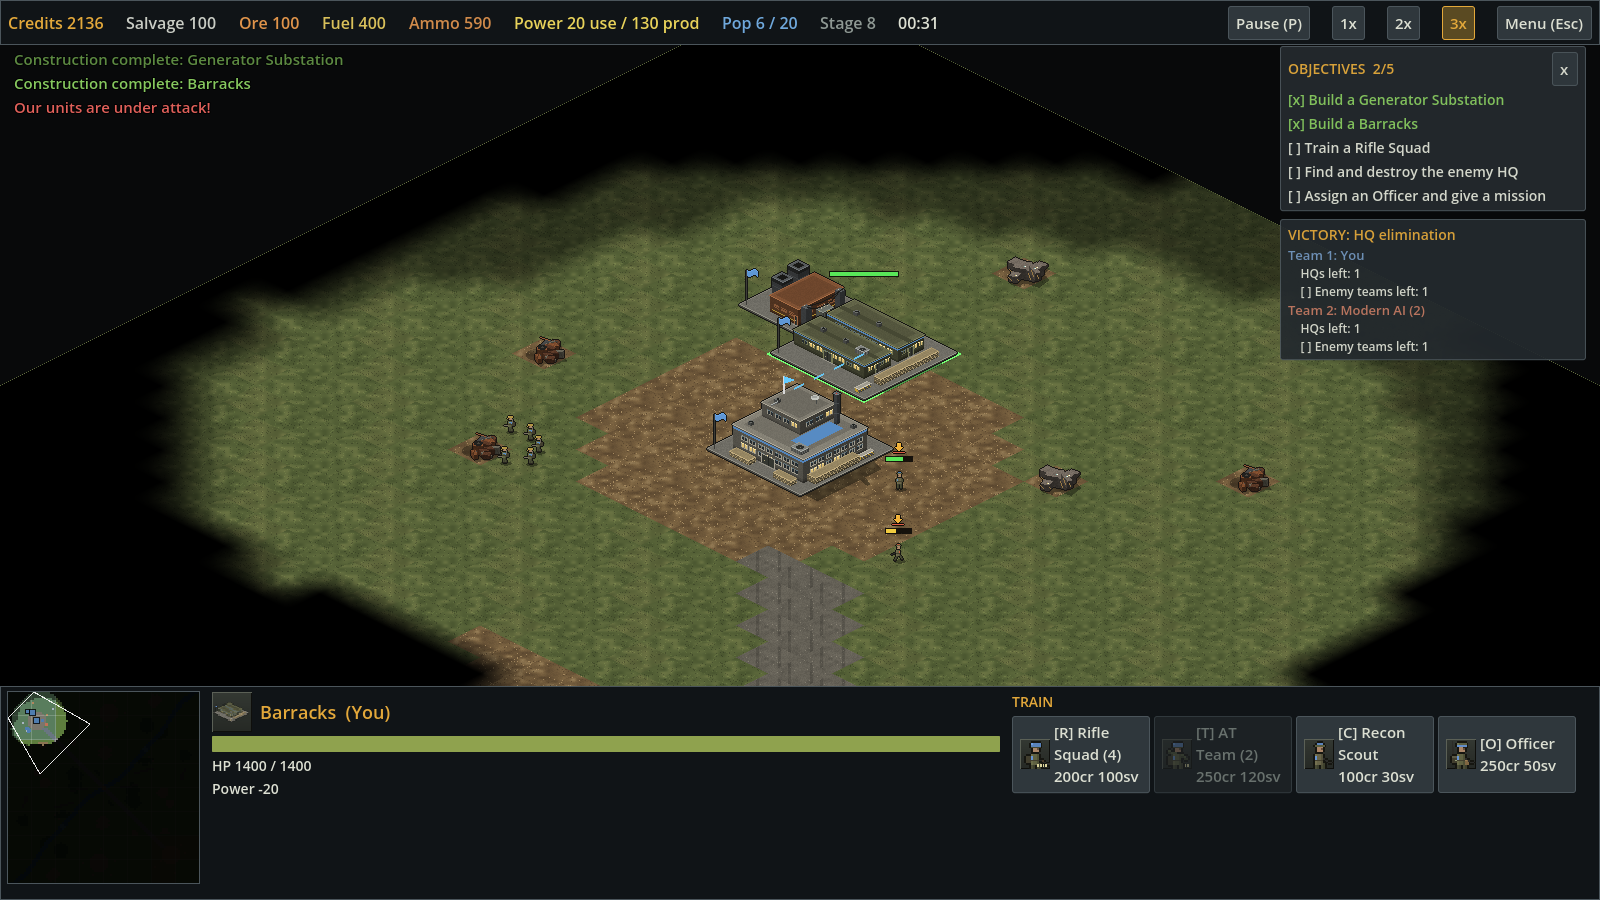 Credits 2136 Salvage 100 Ore 100 Fuel 400 Ammo 590 Power 20 use / 130 prod Pop 6 / 20 Stage 8 00:31 Pause (P) 1x 2x 3x Menu (Esc)
Construction complete: Generator Substation
Construction complete: Barracks
Our units are under attack!
OBJECTIVES 2/5 x
[x] Build a Generator Substation
[x] Build a Barracks
[ ] Train a Rifle Squad
[ ] Find and destroy the enemy HQ
[ ] Assign an Officer and give a mission
VICTORY: HQ elimination
Team 1: You
HQs left: 1
[ ] Enemy teams left: 1
Team 2: Modern AI (2)
HQs left: 1
[ ] Enemy teams left: 1
Barracks (You)
HP 1400 / 1400
Power -20
TRAIN
[R] Rifle
Squad (4)
200cr 100sv
[T] AT
Team (2)
250cr 120sv
[C] Recon
Scout
100cr 30sv
[O] Officer
250cr 50sv